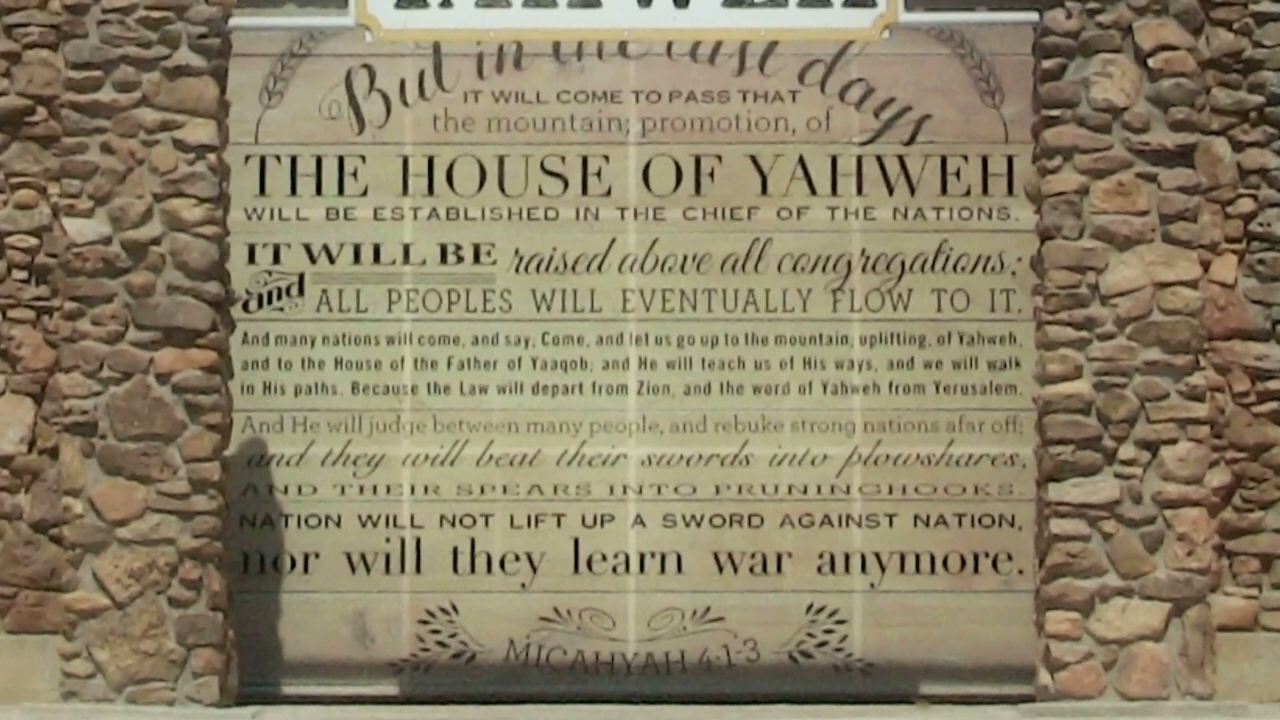 YAHWEH
But in the last days
IT WILL COME TO PASS THAT
the mountain; promotion, of
THE HOUSE OF YAHWEH
WILL BE ESTABLISHED IN THE CHIEF OF THE NATIONS.
IT WILL BE raised above all congregations;
and ALL PEOPLES WILL EVENTUALLY FLOW TO IT.
And many nations will come, and say; Come, and let us go up to the mountain; uplifting, of Yahweh,
and to the House of the Father of Yaaqob; and He will teach us of His ways, and we will walk
in His paths. Because the Law will depart from Zion, and the word of Yahweh from Yerusalem.
And He will judge between many people, and rebuke strong nations afar off;
and they will beat their swords into plowshares,
AND THEIR SPEARS INTO PRUNINGHOOKS.
NATION WILL NOT LIFT UP A SWORD AGAINST NATION,
nor will they learn war anymore.
MICAHYAH 4:1-3